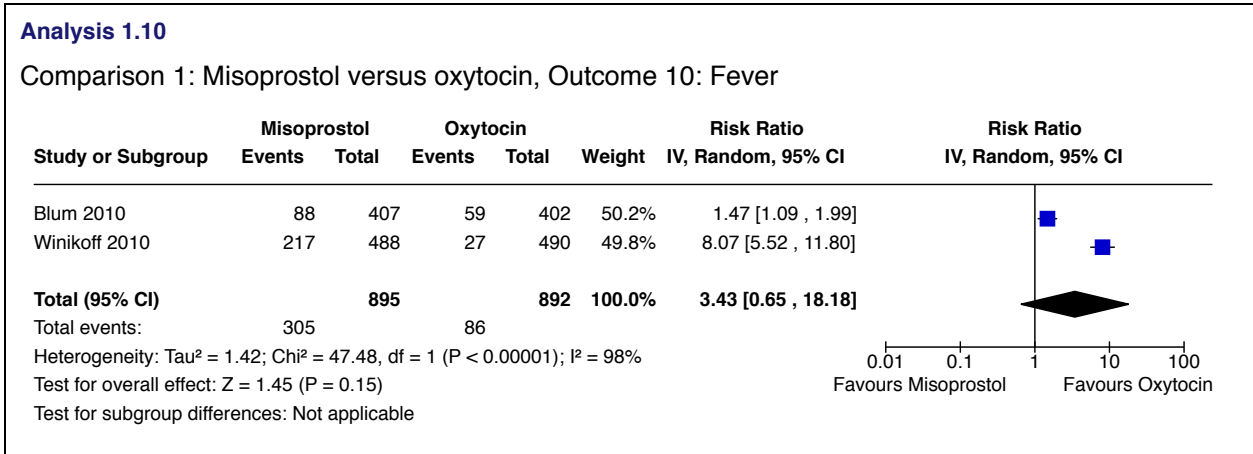 Analysis 1.10
Comparison 1: Misoprostol versus oxytocin, Outcome 10: Fever
Misoprostol Oxytocin Risk Ratio Risk Ratio
Study or Subgroup Events Total Events Total Weight IV, Random, 95% CI IV, Random, 95% CI
Blum 2010 88 407 59 402 50.2% 1.47 [1.09 , 1.99]
Winikoff 2010 217 488 27 490 49.8% 8.07 [5.52 , 11.80]
Total (95% CI) 895 892 100.0% 3.43 [0.65 , 18.18]
Total events: 305 86
Heterogeneity: Tau² = 1.42; Chi² = 47.48, df = 1 (P < 0.00001); I² = 98%
Test for overall effect: Z = 1.45 (P = 0.15)
Test for subgroup differences: Not applicable
0.01 0.1 1 10 100
Favours Misoprostol Favours Oxytocin